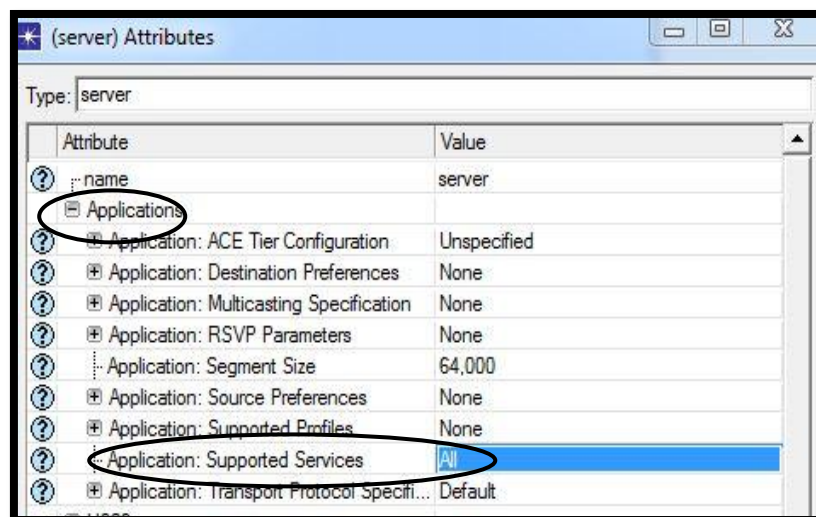 (server) Attributes
Type: server
Attribute Value
name server
Applications
Application: ACE Tier Configuration Unspecified
Application: Destination Preferences None
Application: Multicasting Specification None
Application: RSVP Parameters None
Application: Segment Size 64,000
Application: Source Preferences None
Application: Supported Profiles None
Application: Supported Services All
Application: Transport Protocol Specifi... Default